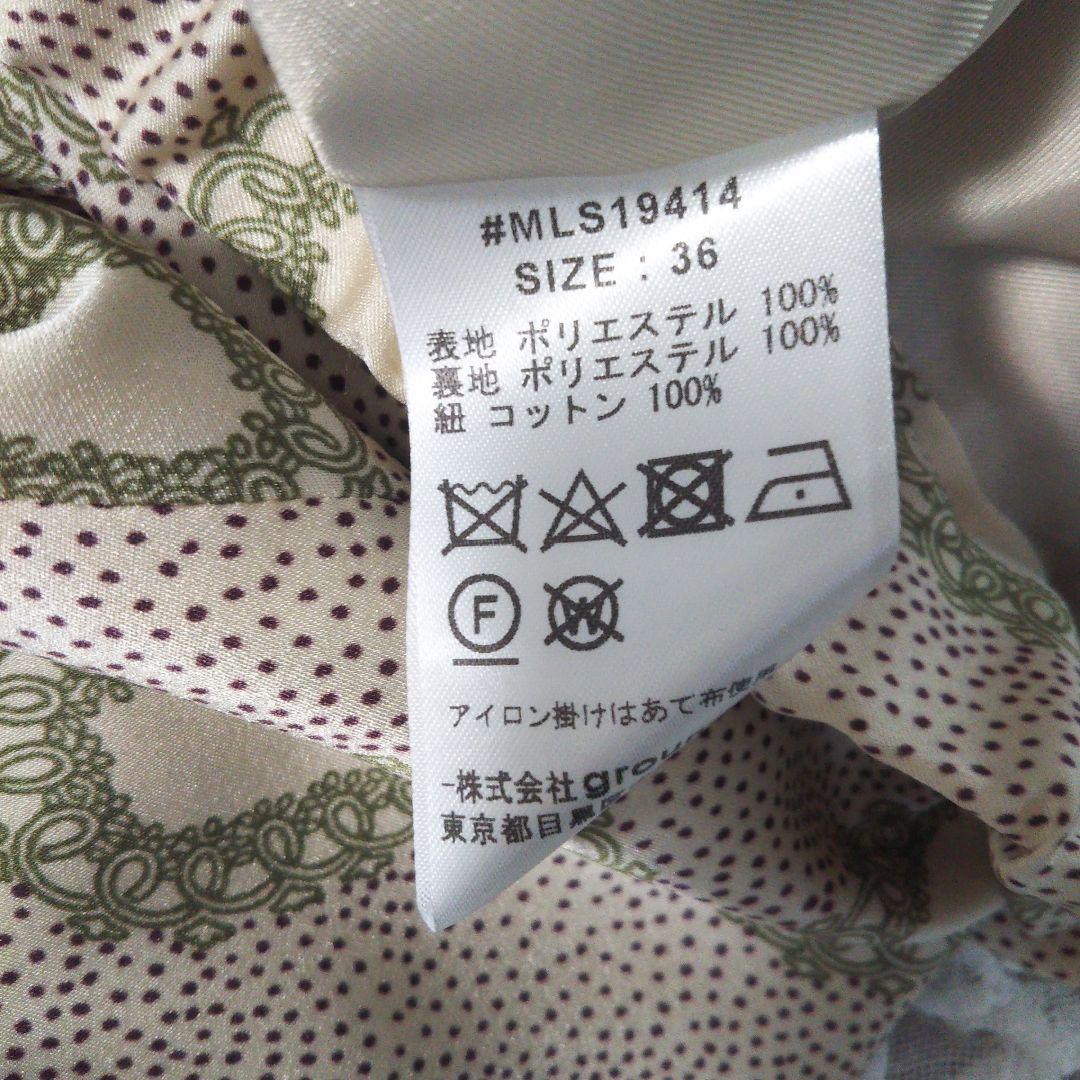 #MLS19414
SIZE : 36
表地 ポリエステル 100%
裏地 ポリエステル 100%
紐 コットン 100%
F W
アイロン掛けはあて布使用
-株式会社
東京都目黒区